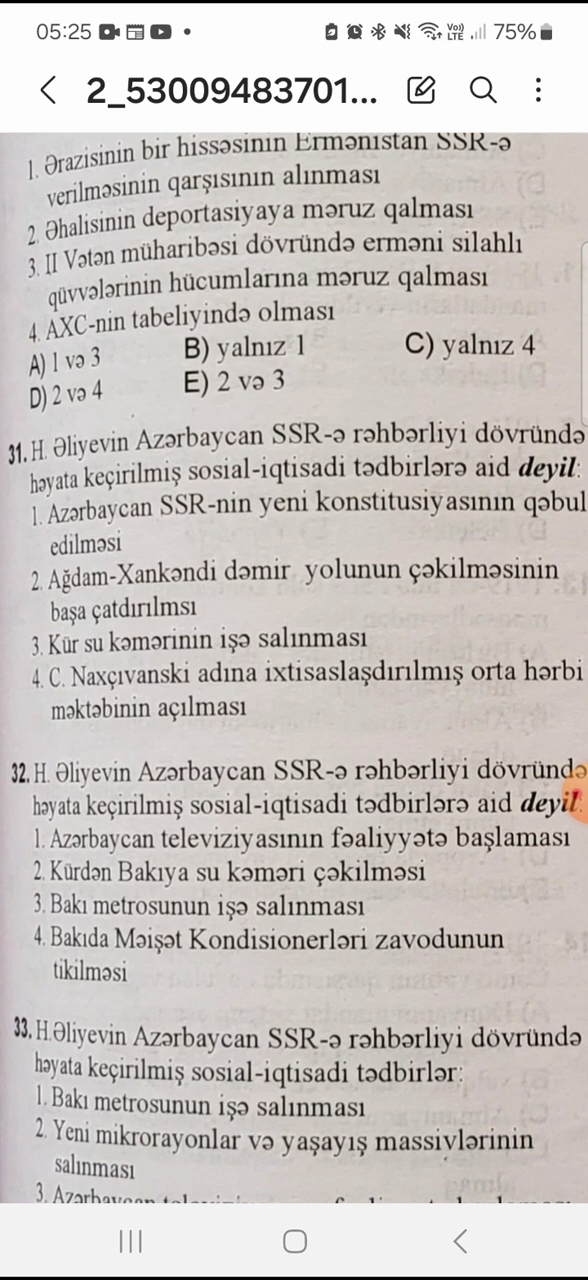 05:25
75%
2_53009483701...
1. Ərazisinin bir hissəsinin Ermənistan SSR-ə
verilməsinin qarşısının alınması
2. Əhalisinin deportasiyaya məruz qalması
3. II Vətən müharibəsi dövründə erməni silahlı
qüvvələrinin hücumlarına məruz qalması
4. AXC-nin tabeliyində olması
A) 1 və 3 B) yalnız 1 C) yalnız 4
D) 2 və 4 E) 2 və 3
31. H. Əliyevin Azərbaycan SSR-ə rəhbərliyi dövründə
həyata keçirilmiş sosial-iqtisadi tədbirlərə aid deyil:
1. Azərbaycan SSR-nin yeni konstitusiyasının qəbul
edilməsi
2. Ağdam-Xankəndi dəmir yolunun çəkilməsinin
başa çatdırılmsı
3. Kür su kəmərinin işə salınması
4. C. Naxçıvanski adına ixtisaslaşdırılmış orta hərbi
məktəbinin açılması
32. H. Əliyevin Azərbaycan SSR-ə rəhbərliyi dövründə
həyata keçirilmiş sosial-iqtisadi tədbirlərə aid deyil:
1. Azərbaycan televiziyasının fəaliyyətə başlaması
2. Kürdən Bakıya su kəməri çəkilməsi
3. Bakı metrosunun işə salınması
4. Bakıda Məişət Kondisionerləri zavodunun
tikilməsi
33. H.Əliyevin Azərbaycan SSR-ə rəhbərliyi dövründə
həyata keçirilmiş sosial-iqtisadi tədbirlər:
1. Bakı metrosunun işə salınması
2. Yeni mikrorayonlar və yaşayış massivlərinin
salınması
3. Azərbaycan